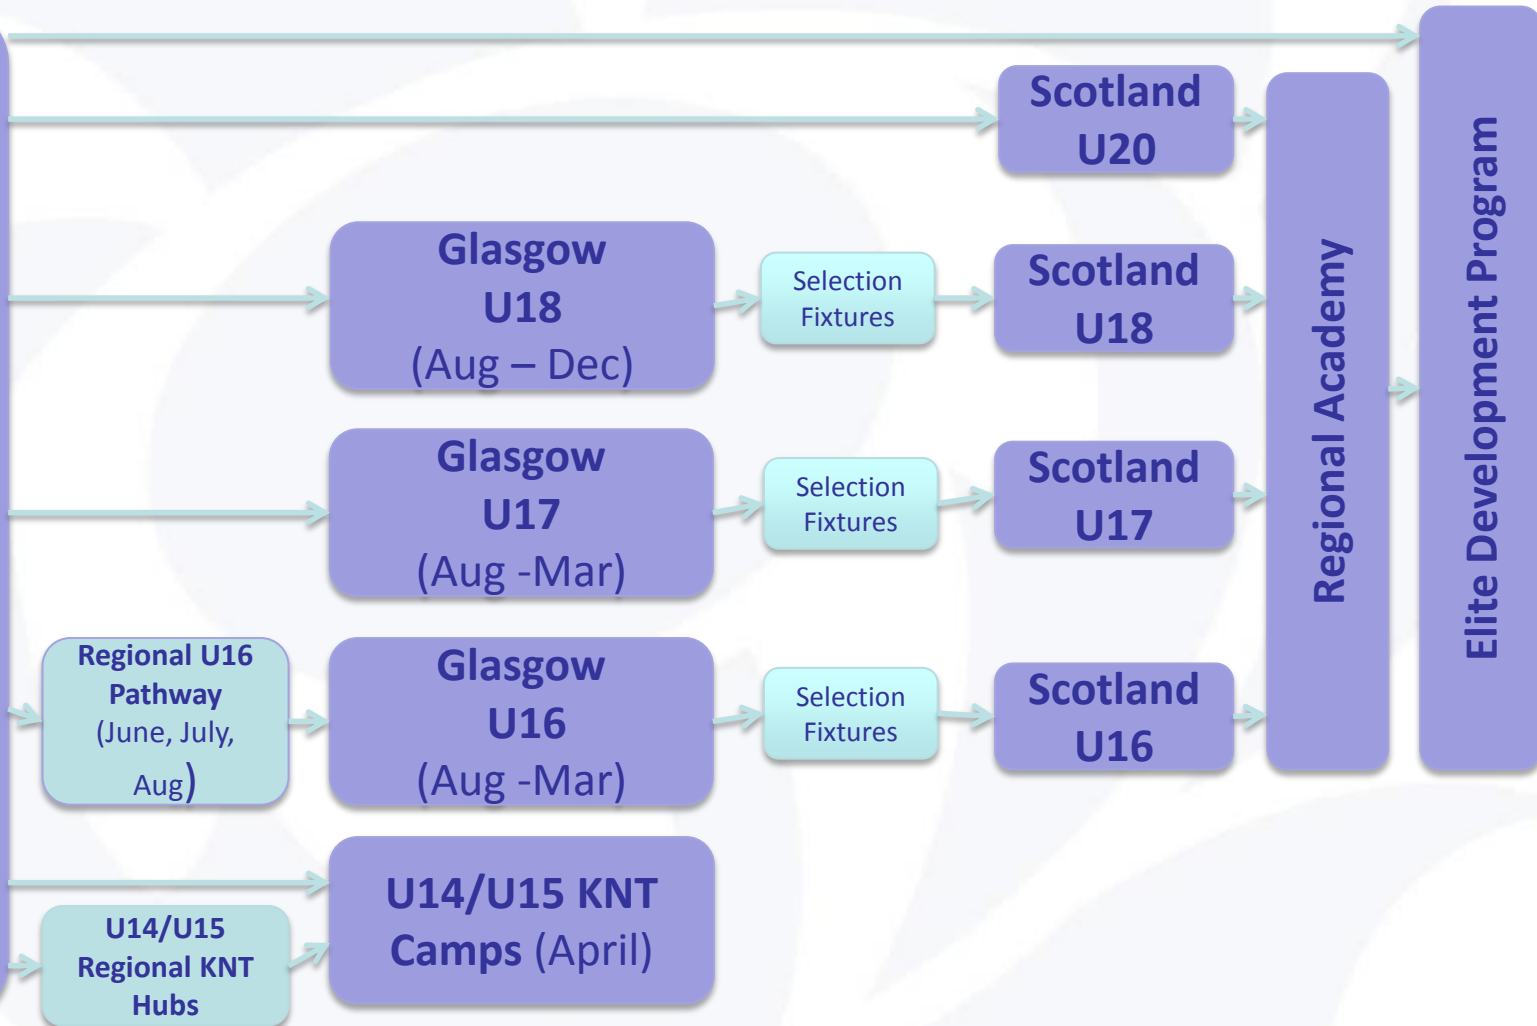 Scotland
U20
Glasgow
U18
(Aug – Dec)
Selection
Fixtures
Scotland
U18
Glasgow
U17
(Aug -Mar)
Selection
Fixtures
Scotland
U17
Regional U16
Pathway
(June, July,
Aug)
Glasgow
U16
(Aug -Mar)
Selection
Fixtures
Scotland
U16
U14/U15
Regional KNT
Hubs
U14/U15 KNT
Camps (April)
Regional Academy
Elite Development Program